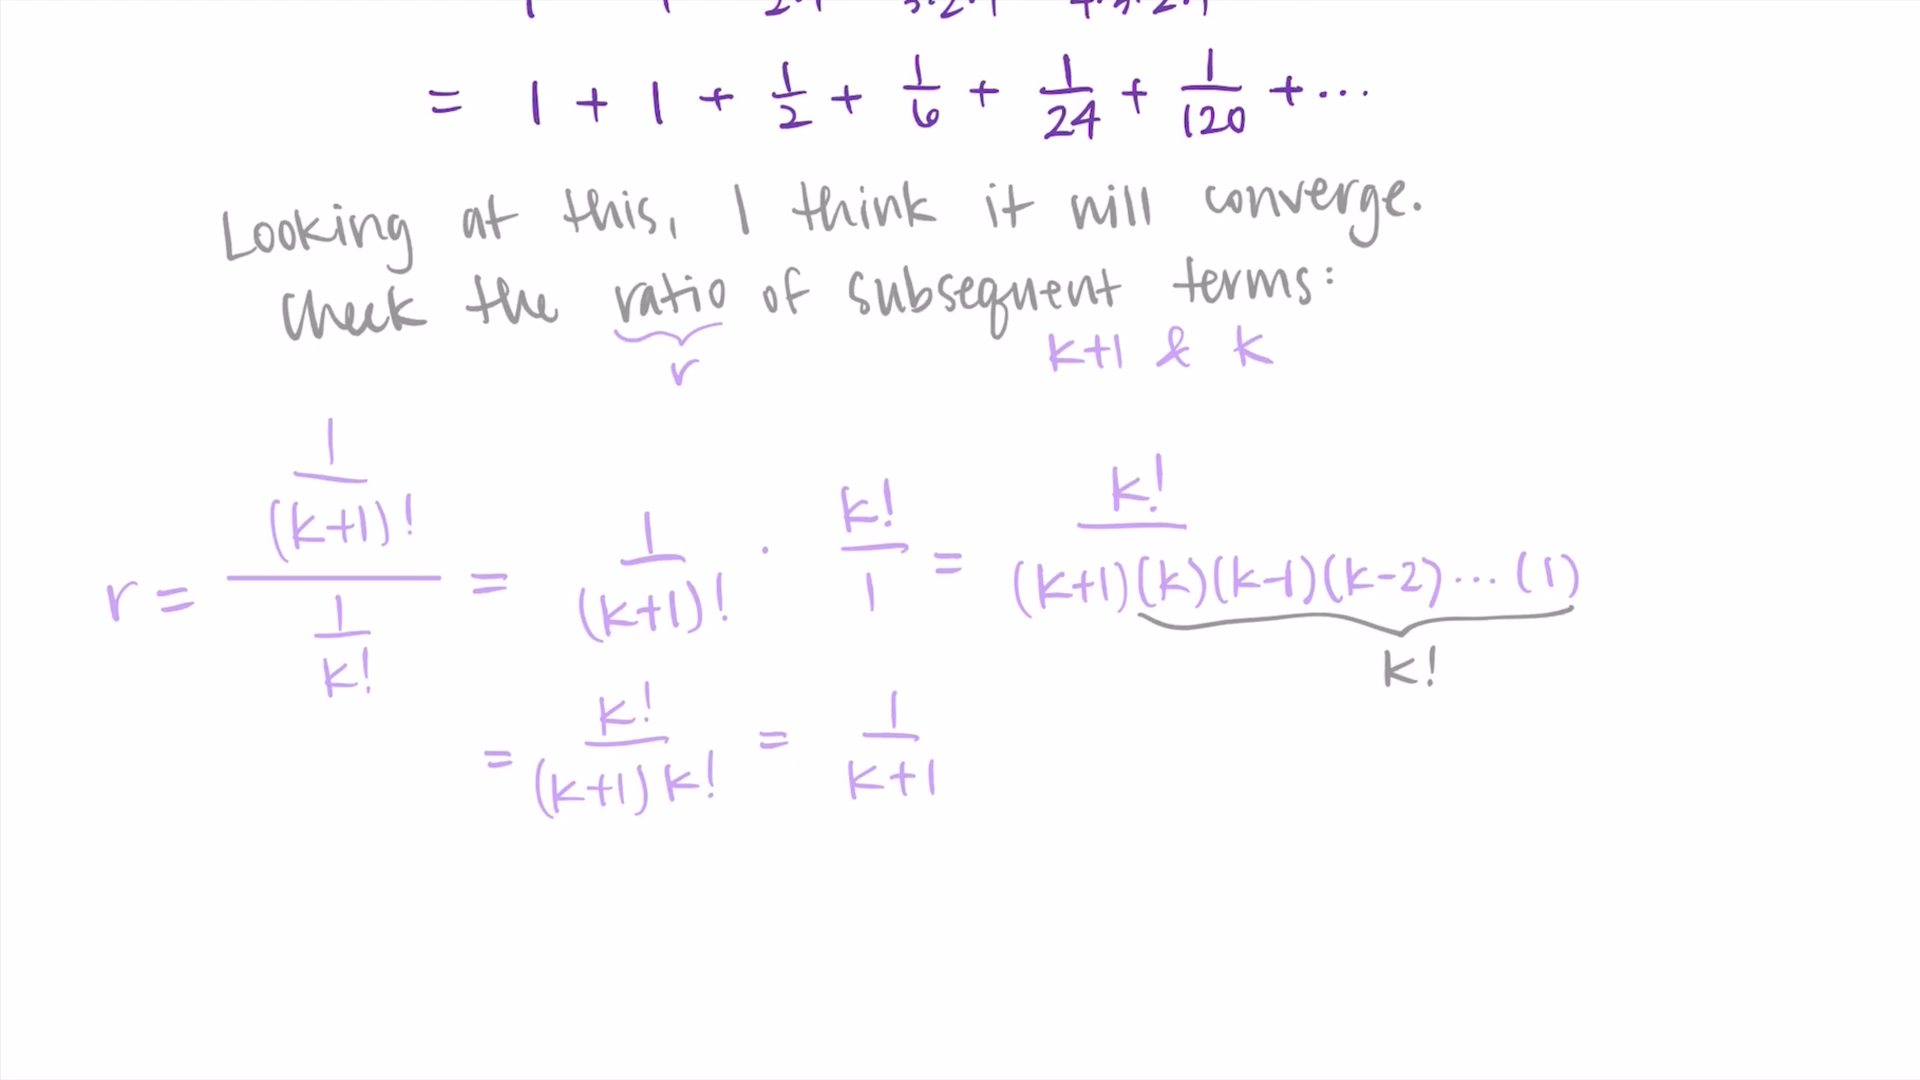 = 1 + 1 + 1/2 + 1/6 + 1/24 + 1/120 + ...
Looking at this, I think it will converge.
Check the ratio of subsequent terms:
r k+1 & k
r = (1/(k+1)!)/(1/k!) = 1/(k+1)! · k!/1 = k!/((k+1)(k)(k-1)(k-2)...(1))
k!
= k!/((k+1)k!) = 1/(k+1)